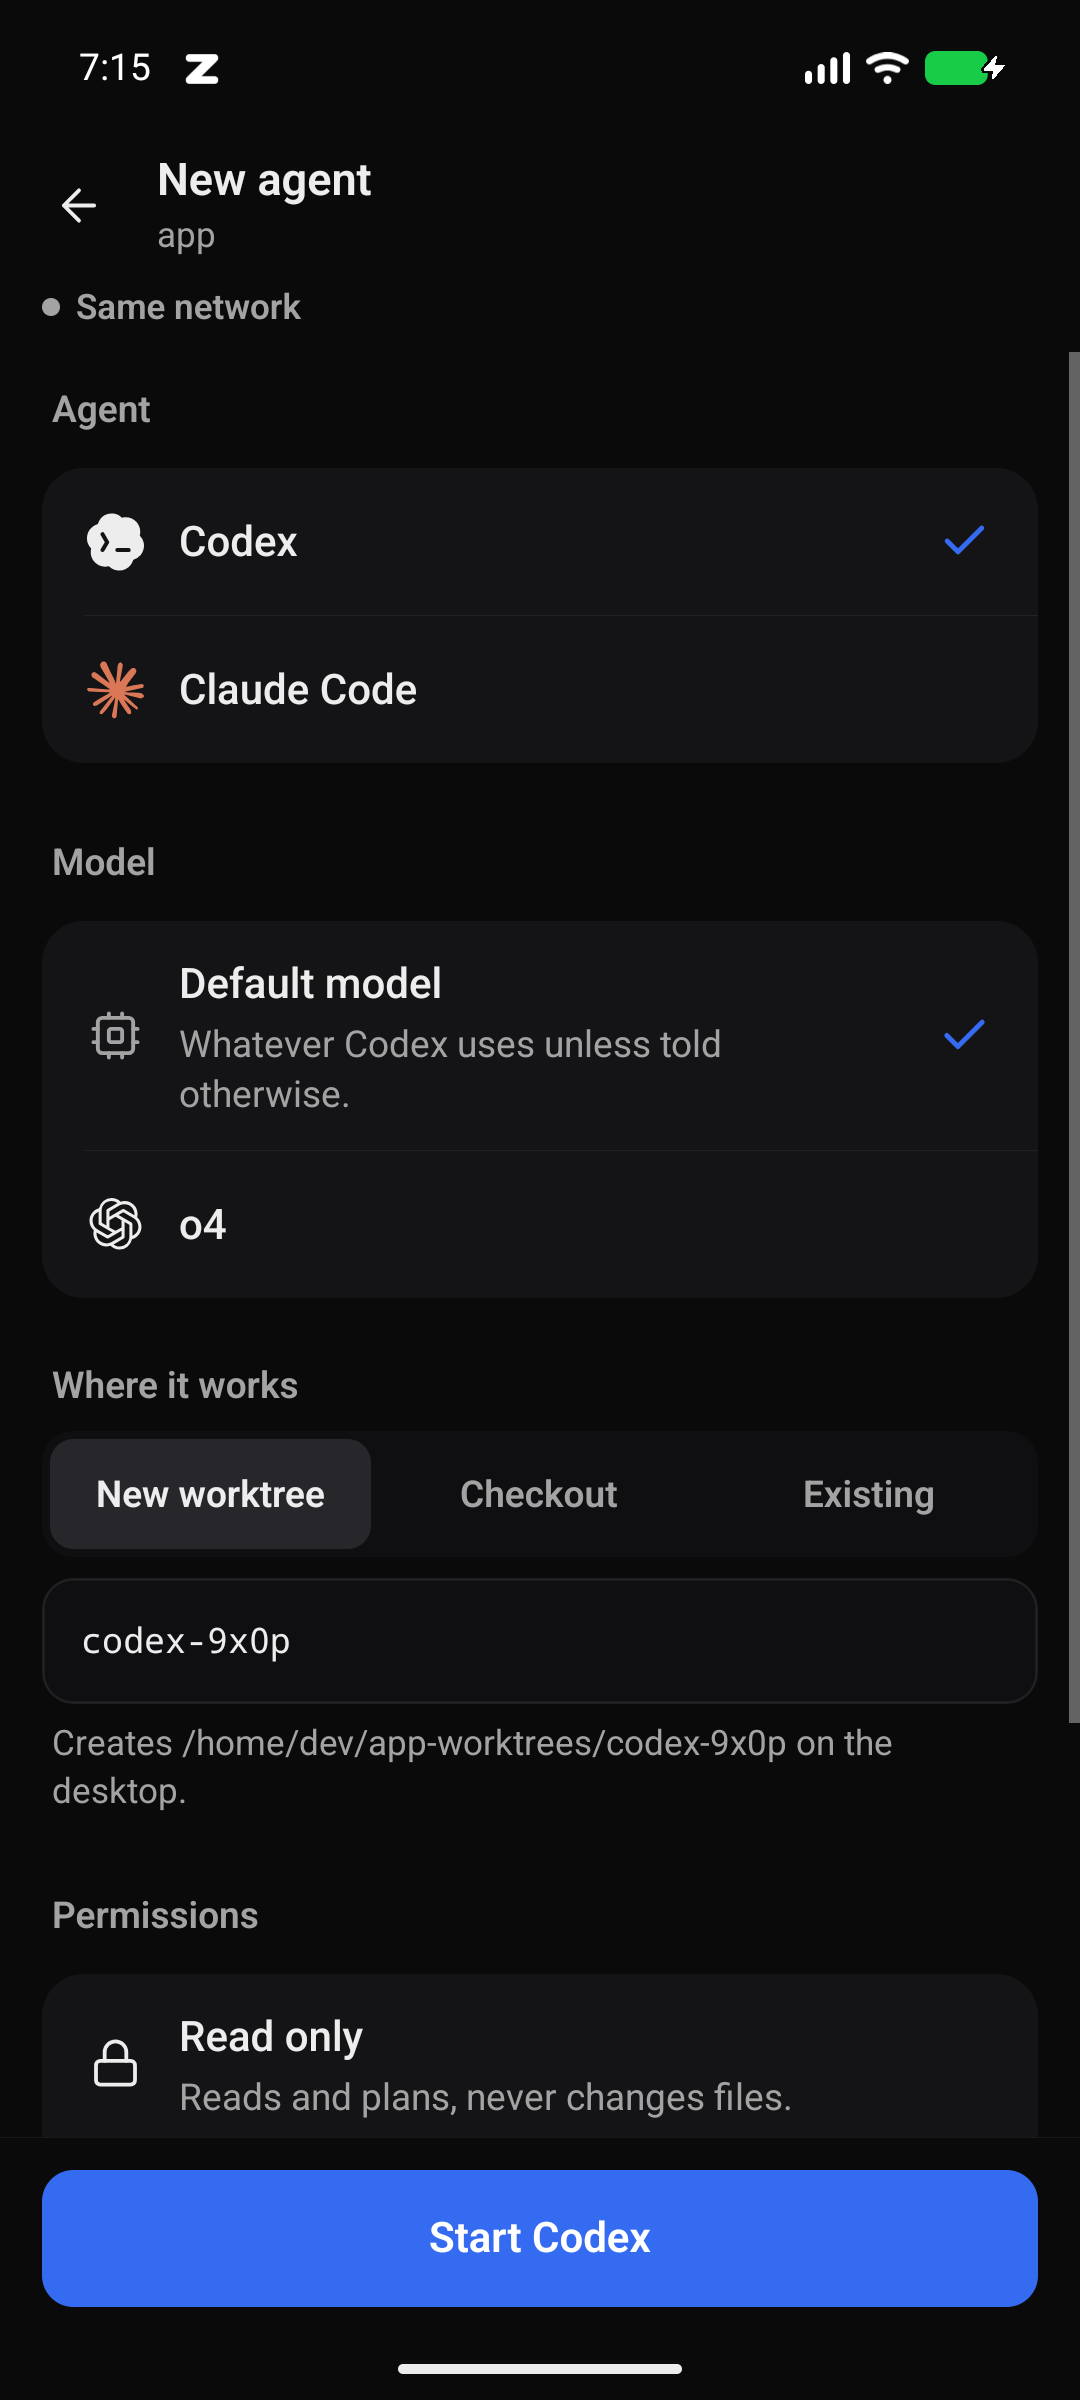 7:15
New agent
app
Same network
Agent
Codex
Claude Code
Model
Default model
Whatever Codex uses unless told
otherwise.
o4
Where it works
New worktree
Checkout
Existing
codex-9x0p
Creates /home/dev/app-worktrees/codex-9x0p on the
desktop.
Permissions
Read only
Reads and plans, never changes files.
Start Codex